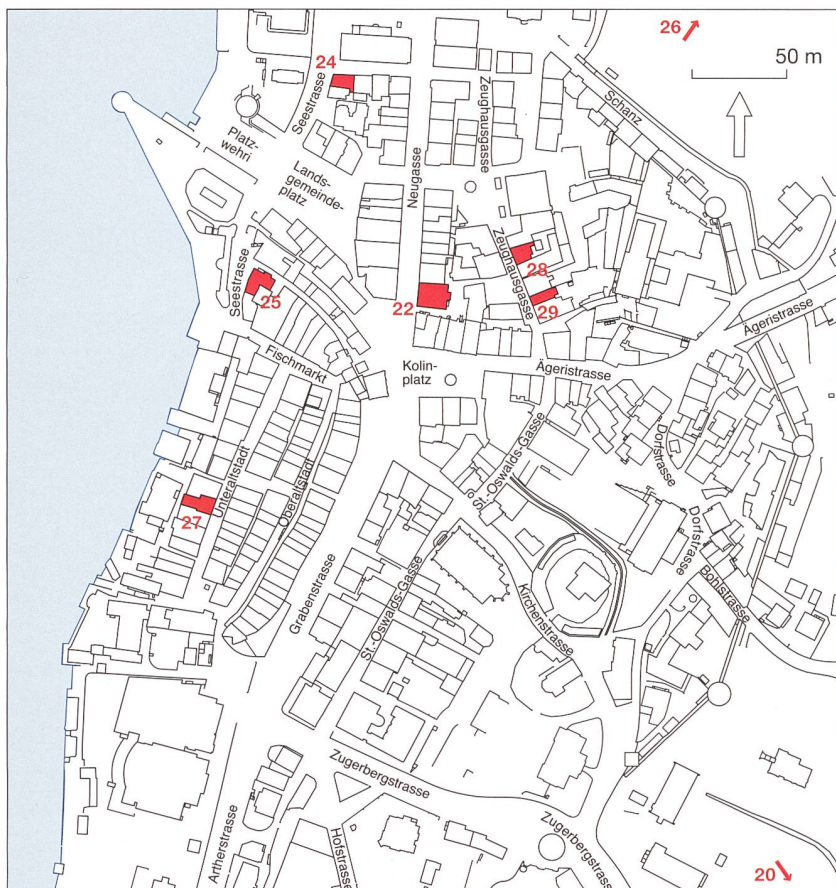 26
50 m
24
Seestrasse
Zeughausgasse
Schanz
Platz-
wehri
Lands-
gemeinde-
platz
Neugasse
Seestrasse
25
22
Zeughausgasse
28
29
Ägeristrasse
Fischmarkt
Kolin-
platz
Ägeristrasse
St.-Oswalds-Gasse
Dorfstrasse
Unteraltstadt
Oberaltstadt
27
Dorfstrasse
Bohlstrasse
Grabenstrasse
St.-Oswalds-Gasse
Kirchenstrasse
Zugerbergstrasse
Artherstrasse
Hofstrasse
Zugerbergstrasse
20